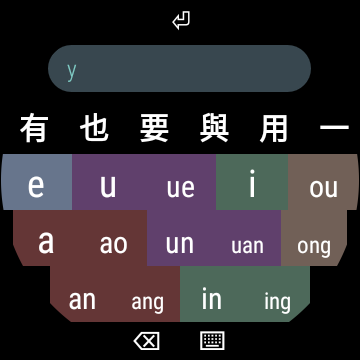 y
有 也 要 與 用 一
e u ue i ou
a ao un uan ong
an ang in ing